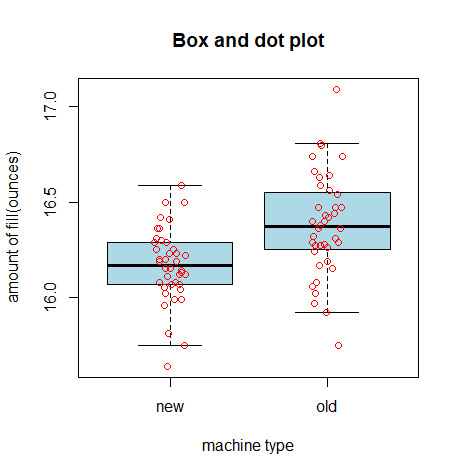 Box and dot plot
amount of fill(ounces)
17.0
16.5
16.0
new old
machine type